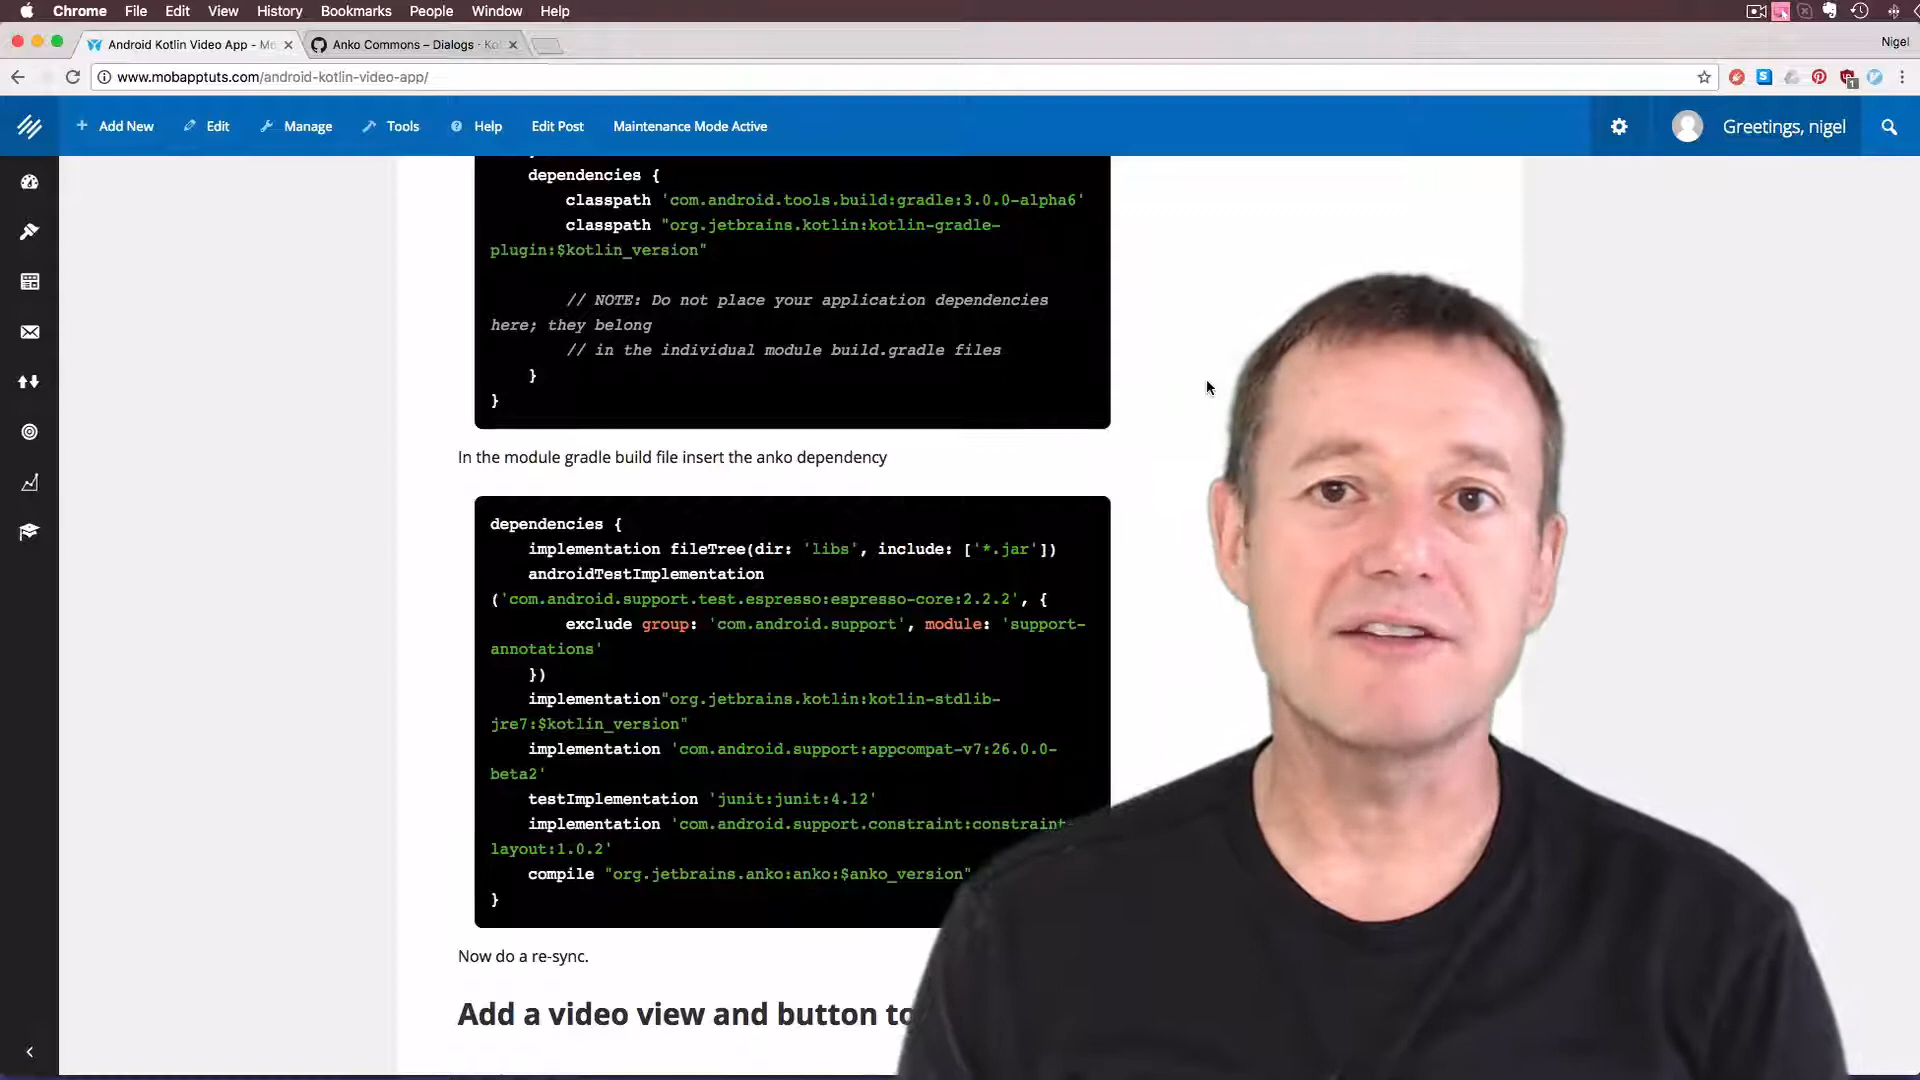 Chrome File Edit View History Bookmarks People Window Help
Android Kotlin Video App - Mo
Anko Commons – Dialogs · Ko
Nigel
www.mobapptuts.com/android-kotlin-video-app/
1
Add New Edit Manage Tools Help Edit Post Maintenance Mode Active Greetings, nigel
dependencies {
classpath 'com.android.tools.build:gradle:3.0.0-alpha6'
classpath "org.jetbrains.kotlin:kotlin-gradle-
plugin:$kotlin_version"
// NOTE: Do not place your application dependencies
here; they belong
// in the individual module build.gradle files
}
}
In the module gradle build file insert the anko dependency
dependencies {
implementation fileTree(dir: 'libs', include: ['*.jar'])
androidTestImplementation
('com.android.support.test.espresso:espresso-core:2.2.2', {
exclude group: 'com.android.support', module: 'support-
annotations'
})
implementation"org.jetbrains.kotlin:kotlin-stdlib-
jre7:$kotlin_version"
implementation 'com.android.support:appcompat-v7:26.0.0-
beta2'
testImplementation 'junit:junit:4.12'
implementation 'com.android.support.constraint:constraint-
layout:1.0.2'
compile "org.jetbrains.anko:anko:$anko_version"
}
Now do a re-sync.
Add a video view and button to